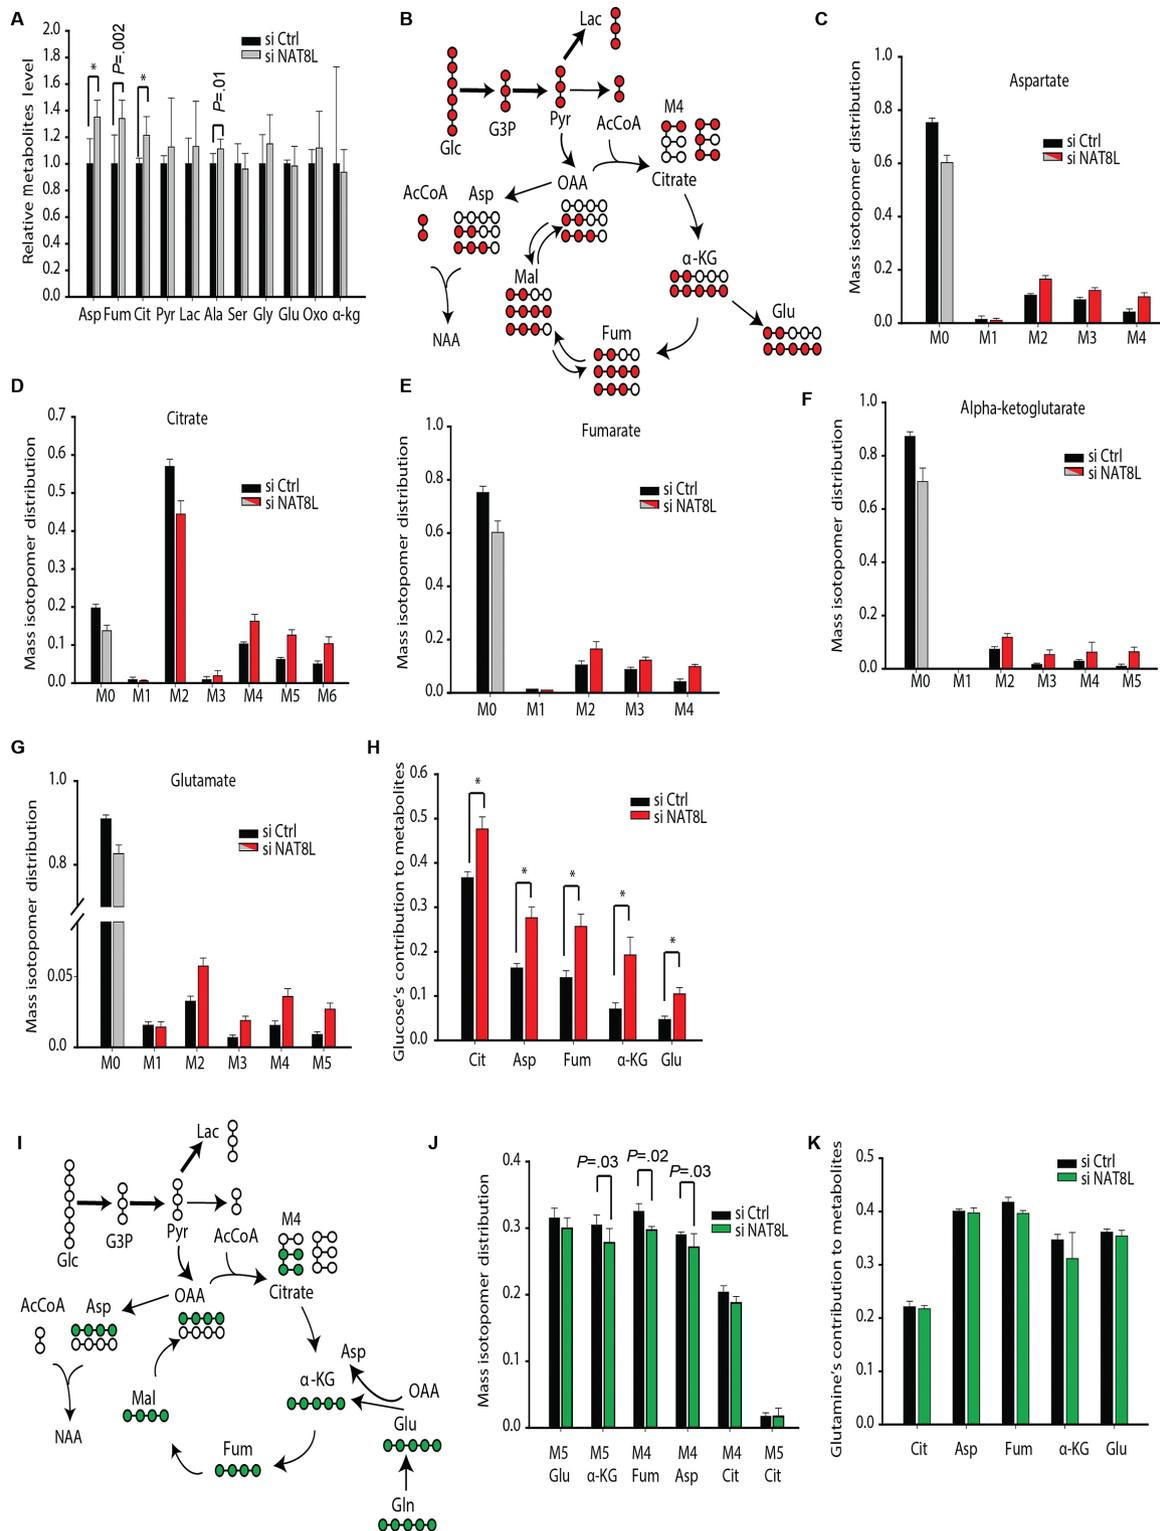 A
Relative metabolites level
2.0
1.8
1.6
1.4
1.2
1.0
0.8
0.6
0.4
0.2
0.0
*
P=.002
*
P=.01
si Ctrl
si NAT8L
Asp Fum Cit Pyr Lac Ala Ser Gly Glu Oxo α-kg
B
Lac
Glc
G3P
Pyr
AcCoA
M4
OAA
Citrate
AcCoA
Asp
Mal
α-KG
NAA
Fum
Glu
C
Aspartate
Mass isotopomer distribution
1.0
0.8
0.6
0.4
0.2
0.0
si Ctrl
si NAT8L
M0 M1 M2 M3 M4
D
Citrate
Mass isotopomer distribution
0.7
0.6
0.5
0.4
0.3
0.2
0.1
0.0
si Ctrl
si NAT8L
M0 M1 M2 M3 M4 M5 M6
E
Fumarate
Mass isotopomer distribution
1.0
0.8
0.6
0.4
0.2
0.0
si Ctrl
si NAT8L
M0 M1 M2 M3 M4
F
Alpha-ketoglutarate
Mass isotopomer distribution
1.0
0.8
0.6
0.4
0.2
0.0
si Ctrl
si NAT8L
M0 M1 M2 M3 M4 M5
G
Glutamate
Mass isotopomer distribution
1.0
0.8
0.05
0.0
si Ctrl
si NAT8L
M0 M1 M2 M3 M4 M5
H
Glucose's contribution to metabolites
0.6
0.5
0.4
0.3
0.2
0.1
0.0
*
*
*
*
*
si Ctrl
si NAT8L
Cit Asp Fum α-KG Glu
I
Lac
Glc
G3P
Pyr
AcCoA
M4
OAA
Citrate
AcCoA
Asp
Asp
α-KG
OAA
Mal
Glu
NAA
Fum
Gln
J
Mass isotopomer distribution
0.4
0.3
0.2
0.1
0.0
P=.03
P=.02
P=.03
si Ctrl
si NAT8L
M5 M5 M4 M4 M4 M5
Glu α-KG Fum Asp Cit Cit
K
Glutamine's contribution to metabolites
0.5
0.4
0.3
0.2
0.1
0.0
si Ctrl
si NAT8L
Cit Asp Fum α-KG Glu